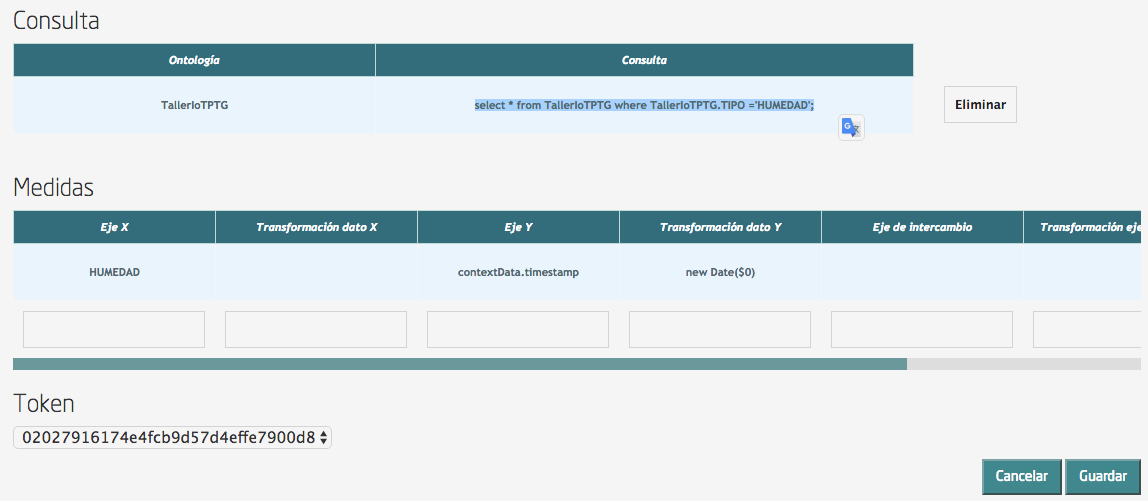 Consulta
Ontología Consulta
TallerIoTPTG select * from TallerIoTPTG where TallerIoTPTG.TIPO ='HUMEDAD'; Eliminar
Medidas
Eje X Transformación dato X Eje Y Transformación dato Y Eje de intercambio Transformación eje
HUMEDAD contextData.timestamp new Date($0)
Token
02027916174e4fcb9d57d4effe7900d8
Cancelar Guardar